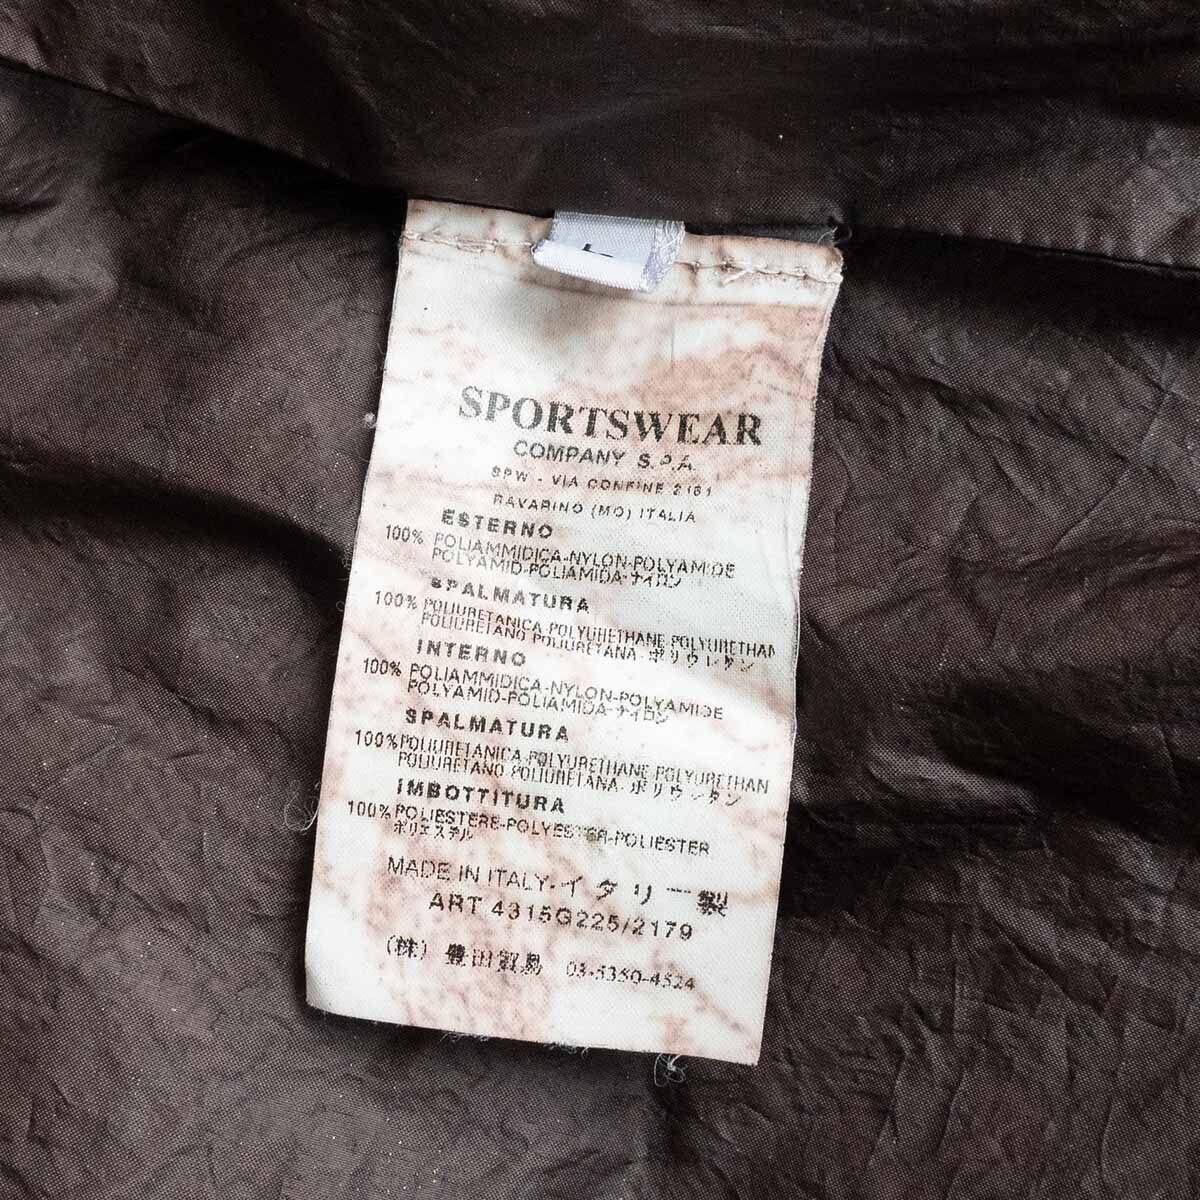 SPORTSWEAR
COMPANY S.P.A.
SPW - VIA CONFINE 2161
RAVARINO (MO) ITALIA
ESTERNO
100% POLIAMMIDICA-NYLON-POLYAMIDE
POLYAMID-POLIAMIDA-ナイロン
SPALMATURA
100% POLIURETANICA-POLYURETHANE-POLYURETHAN
POLIURETANO-POLIURETANA-ポリウレタン
INTERNO
100% POLIAMMIDICA-NYLON-POLYAMIDE
POLYAMID-POLIAMIDA-ナイロン
SPALMATURA
100% POLIURETANICA-POLYURETHANE-POLYURETHAN
POLIURETANO-POLIURETANA-ポリウレタン
IMBOTTITURA
100% POLIESTERE-POLYESTER-POLIESTER
ポリエステル
MADE IN ITALY-イタリー製
ART 4315G225/2179
(株) 豊田貿易 03-5350-4524